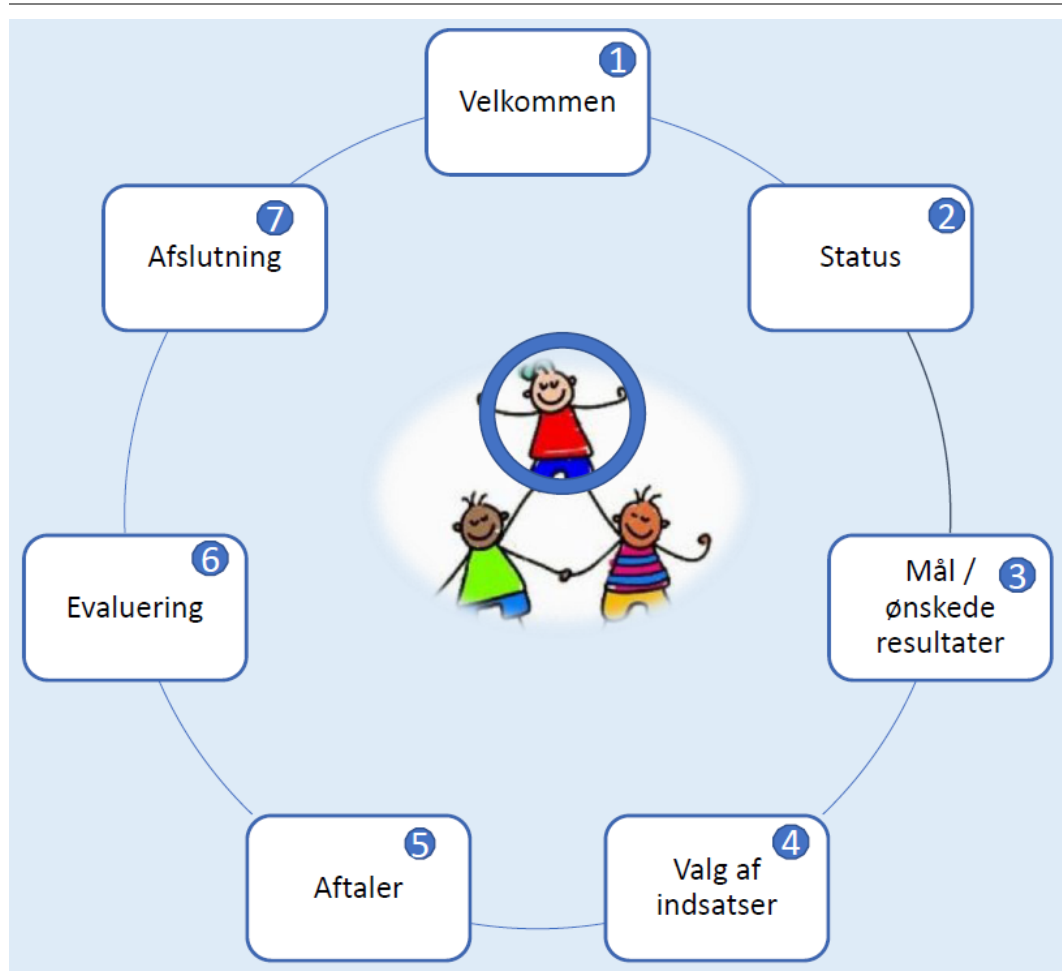 1
Velkommen
2
Status
3
Mål /
ønskede
resultater
4
Valg af
indsatser
5
Aftaler
6
Evaluering
7
Afslutning